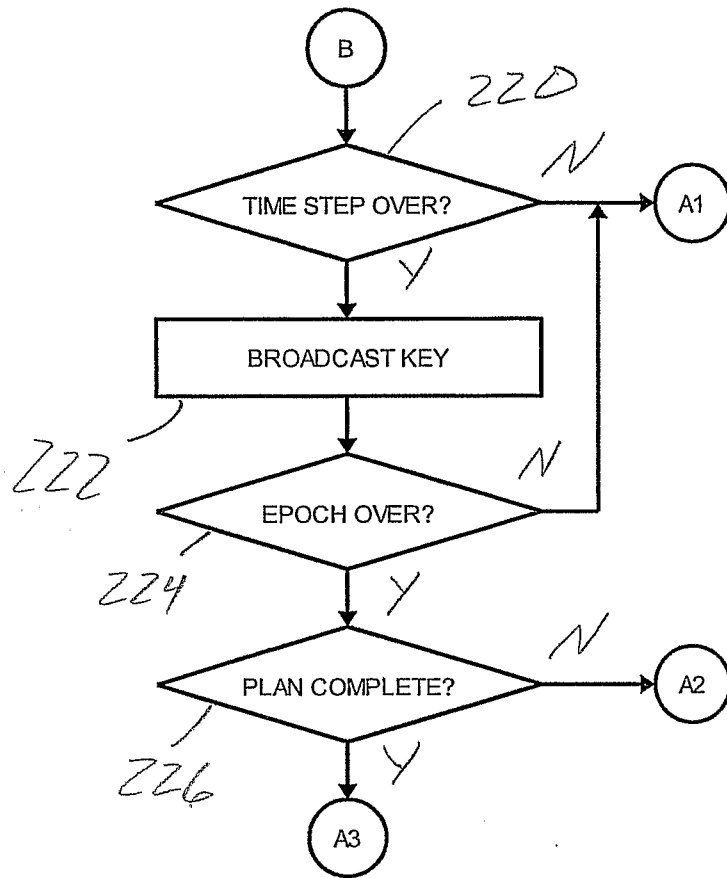 B
220
N
TIME STEP OVER?
A1
Y
BROADCAST KEY
222
N
EPOCH OVER?
224
Y
N
PLAN COMPLETE?
A2
226
Y
A3